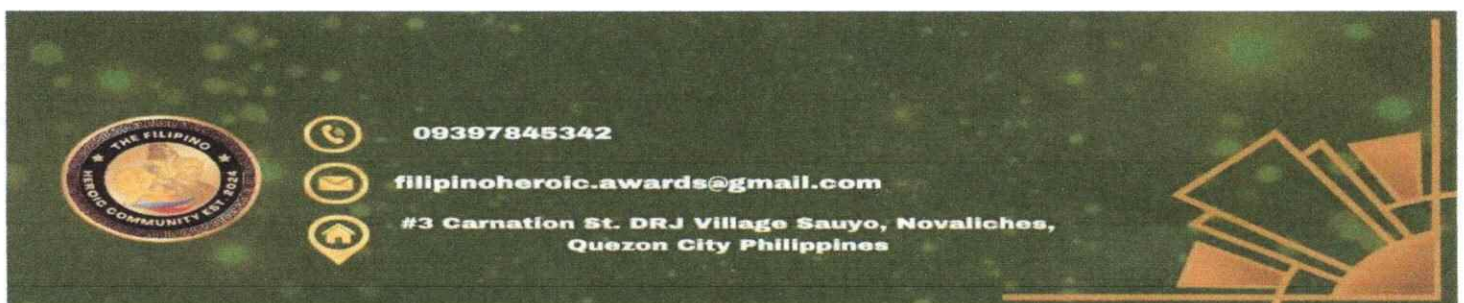 THE FILIPINO
HEROIC COMMUNITY EST. 2024
09397845342
filipinoheroic.awards@gmail.com
#3 Carnation St. DRJ Village Sauyo, Novaliches,
Quezon City Philippines